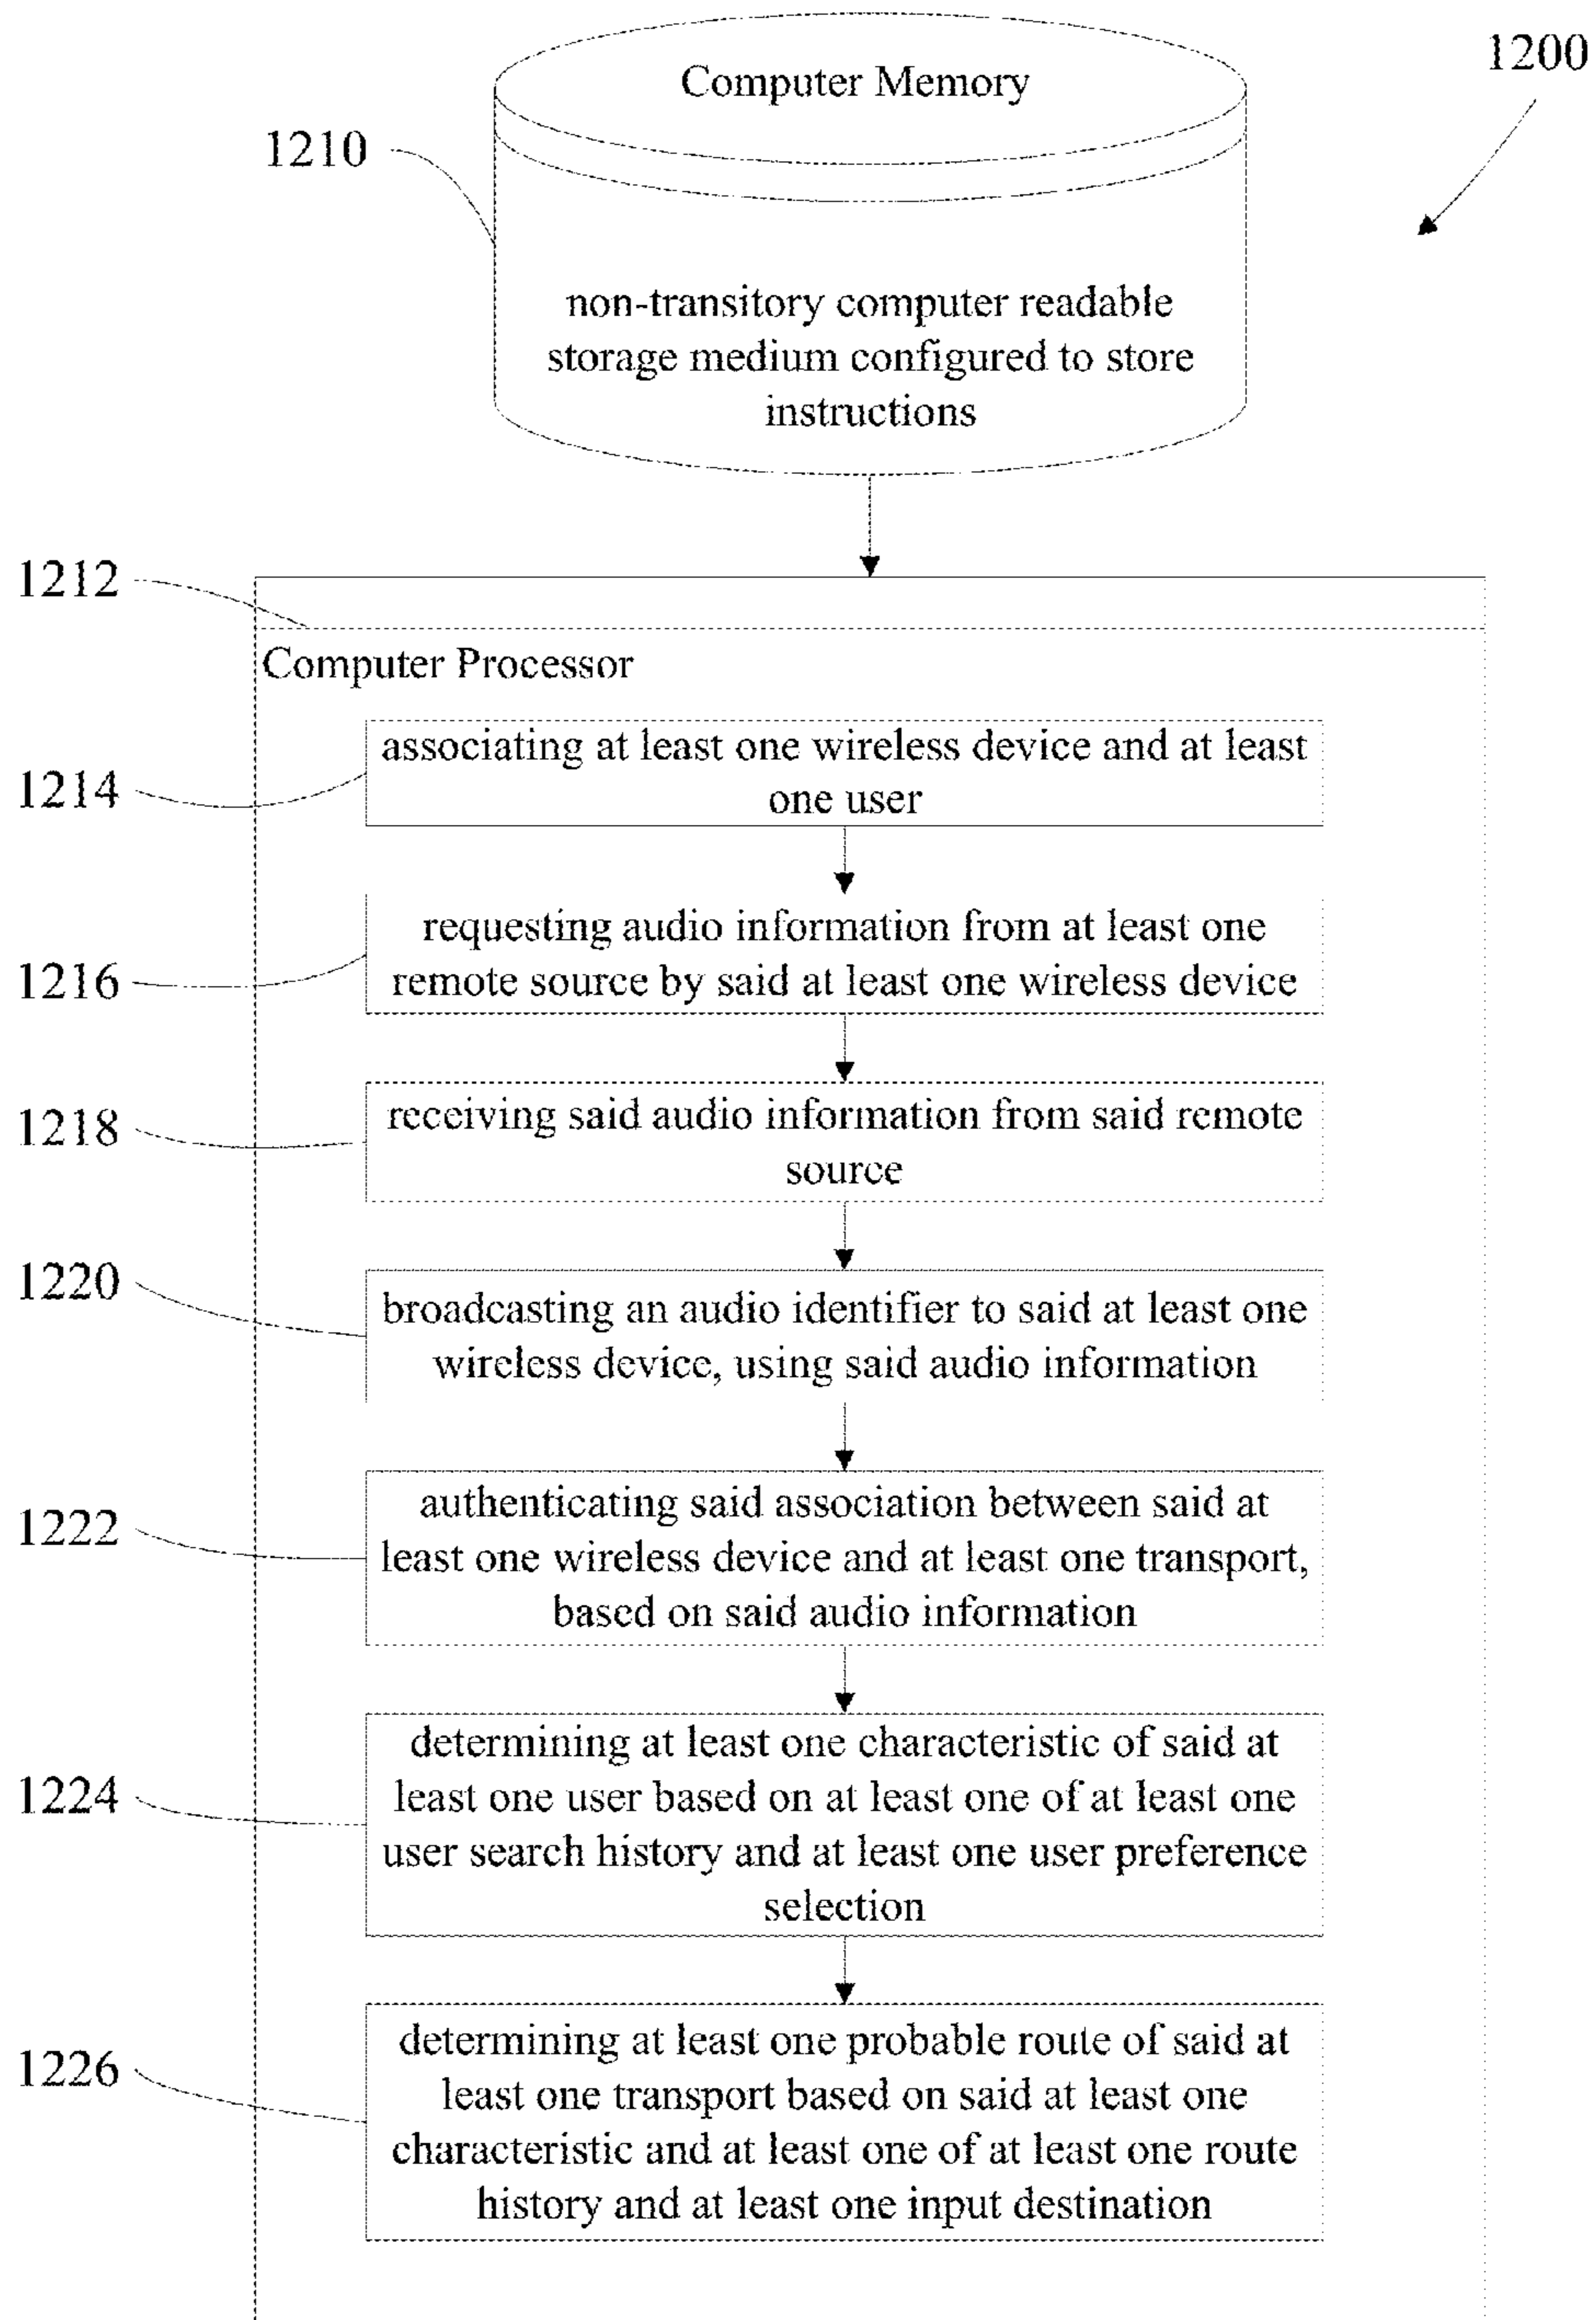 Computer Memory
1200
1210
non-transitory computer readable
storage medium configured to store
instructions
1212
Computer Processor
1214
associating at least one wireless device and at least
one user
1216
requesting audio information from at least one
remote source by said at least one wireless device
1218
receiving said audio information from said remote
source
1220
broadcasting an audio identifier to said at least one
wireless device, using said audio information
1222
authenticating said association between said at
least one wireless device and at least one transport,
based on said audio information
1224
determining at least one characteristic of said at
least one user based on at least one of at least one
user search history and at least one user preference
selection
1226
determining at least one probable route of said at
least one transport based on said at least one
characteristic and at least one of at least one route
history and at least one input destination